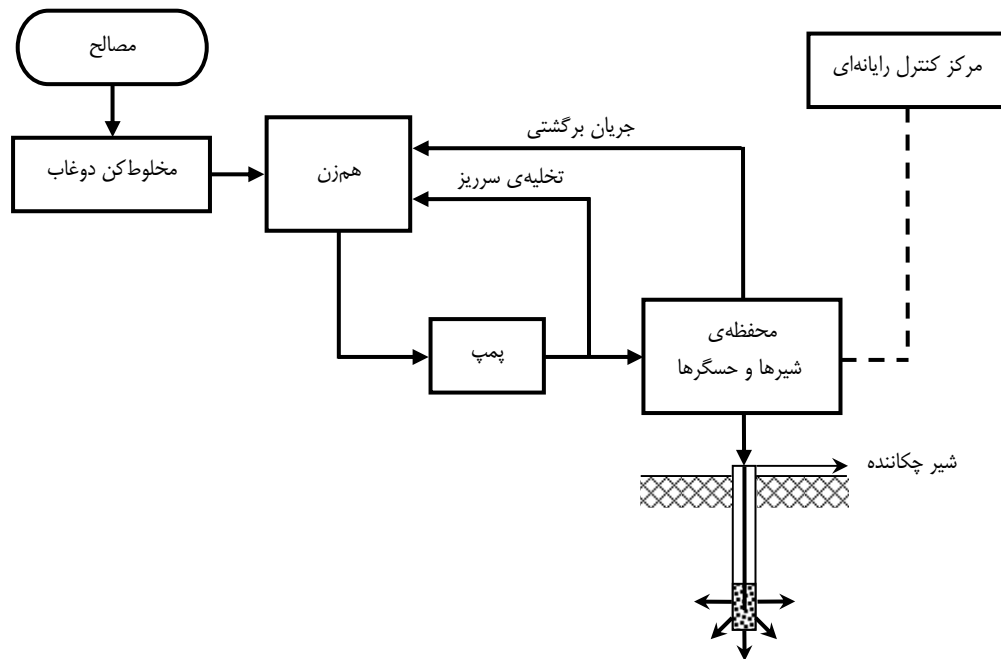 مصالح
مرکز کنترل رایانه‌ای
جریان برگشتی
مخلوط‌کن دوغاب
هم‌زن
تخلیه‌ی سرریز
محفظه‌ی
شیرها و حسگرها
پمپ
شیر چکاننده